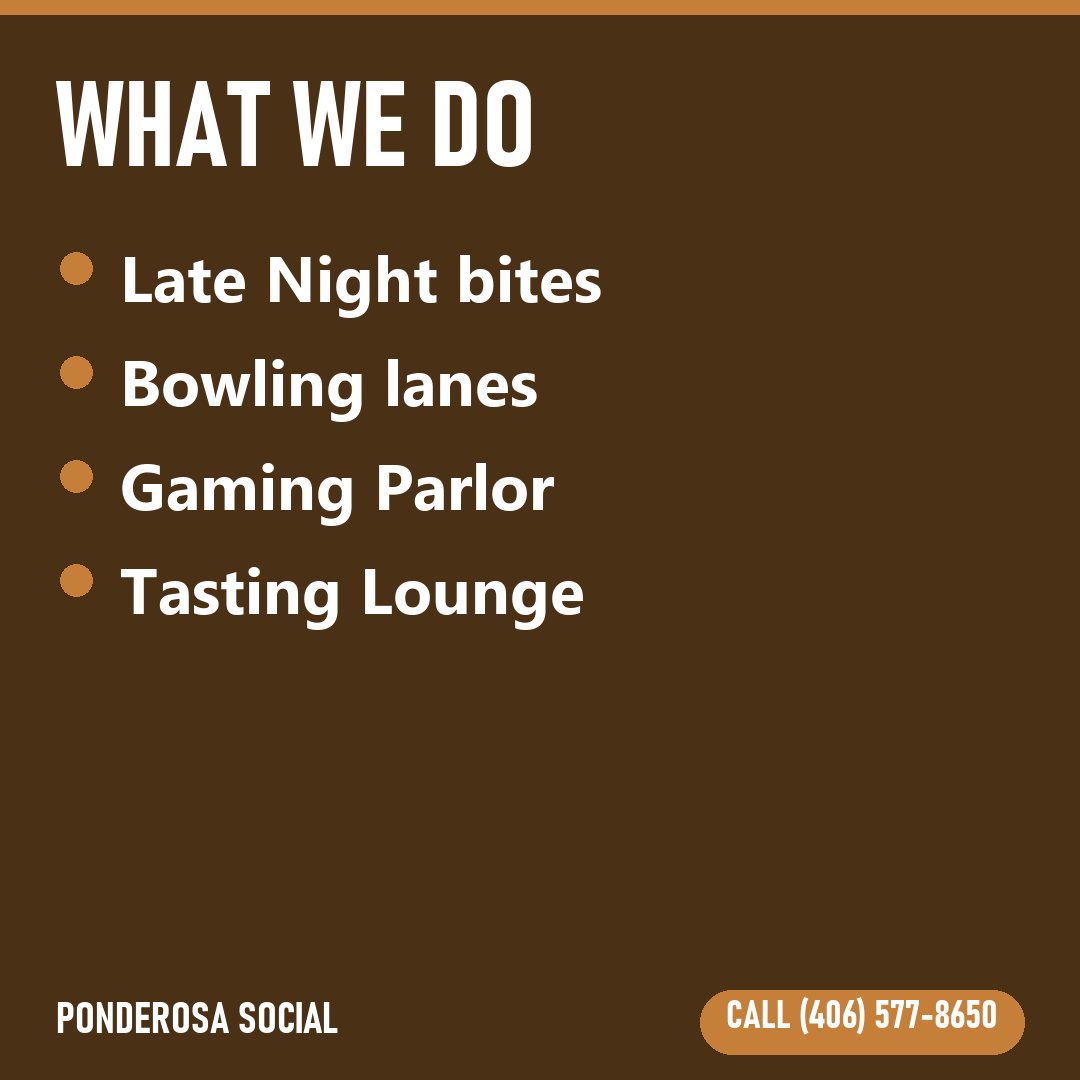 WHAT WE DO
Late Night bites
Bowling lanes
Gaming Parlor
Tasting Lounge
PONDEROSA SOCIAL
CALL (406) 577-8650